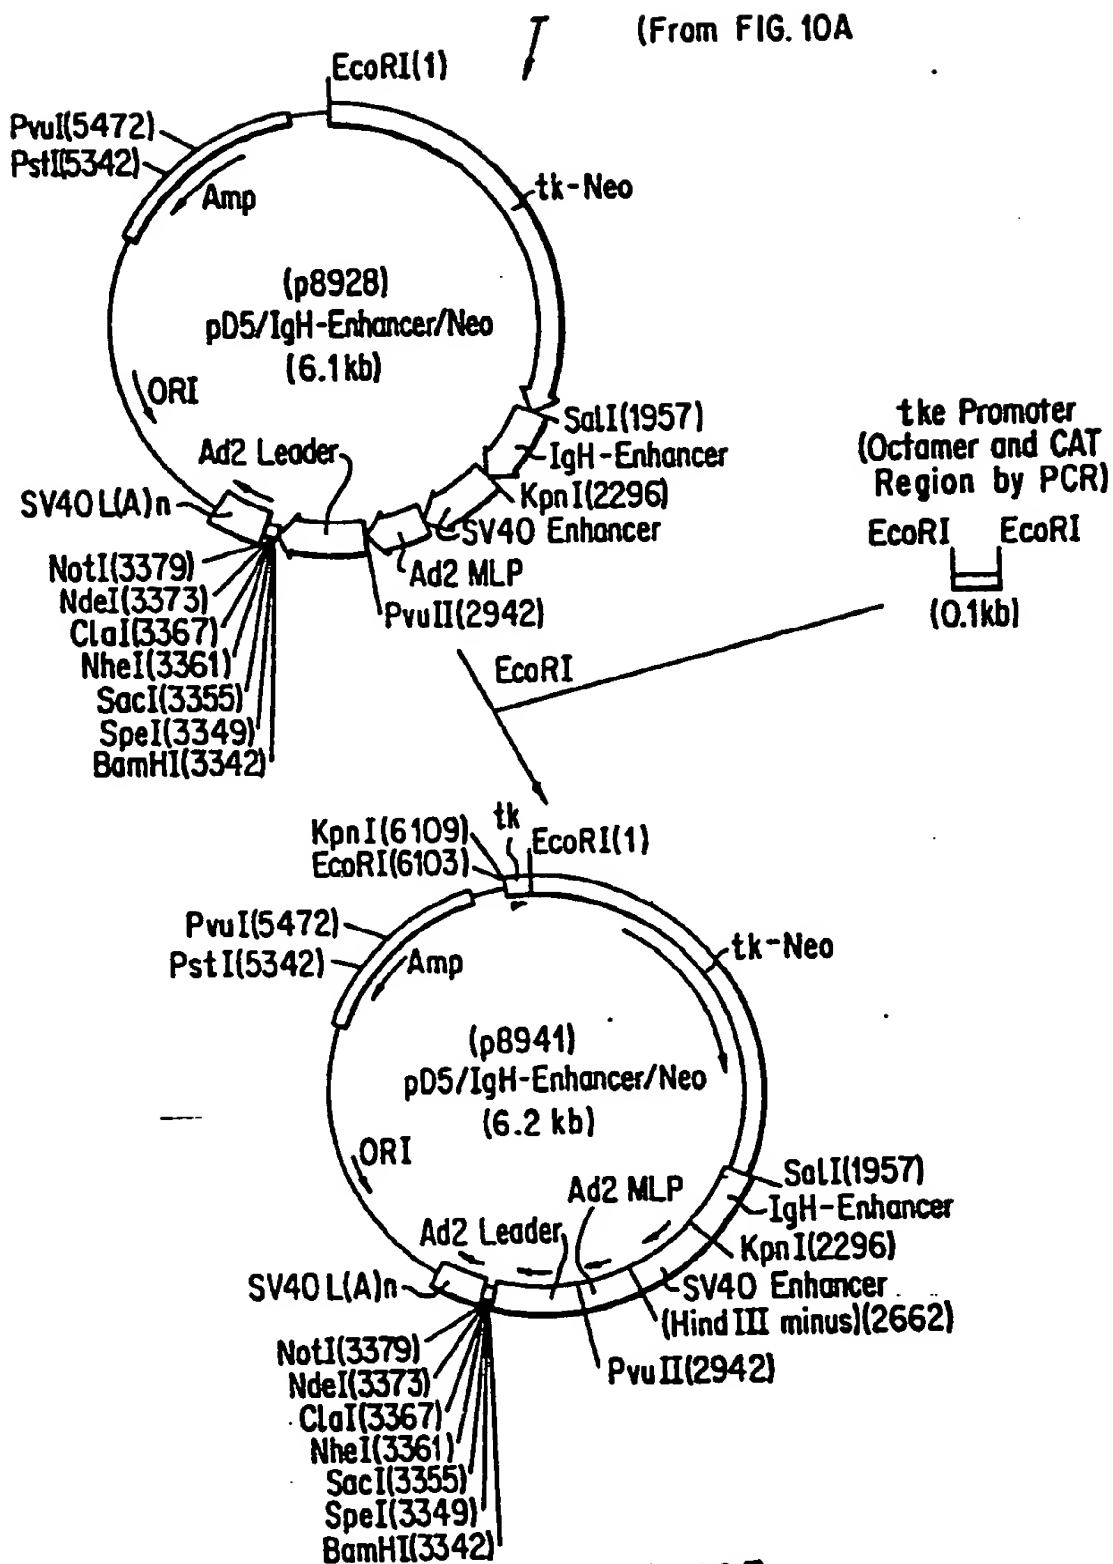 (From FIG. 10A
EcoRI(1)
PvuI(5472)
PstI(5342)
Amp
tk-Neo
(p8928)
pD5/IgH-Enhancer/Neo
(6.1kb)
ORI
SalI(1957)
IgH-Enhancer
KpnI(2296)
SV40 Enhancer
Ad2 Leader
Ad2 MLP
SV40 L(A)n
PvuII(2942)
NotI(3379)
NdeI(3373)
ClaI(3367)
NheI(3361)
SacI(3355)
SpeI(3349)
BamHI(3342)
tke Promoter
(Octamer and CAT
Region by PCR)
EcoRI EcoRI
(0.1kb)
EcoRI
KpnI(6109)
tk
EcoRI(6103)
EcoRI(1)
PvuI(5472)
PstI(5342)
Amp
tk-Neo
(p8941)
pD5/IgH-Enhancer/Neo
(6.2 kb)
ORI
SalI(1957)
IgH-Enhancer
KpnI(2296)
SV40 Enhancer
(Hind III minus)(2662)
Ad2 MLP
Ad2 Leader
PvuII(2942)
SV40 L(A)n
NotI(3379)
NdeI(3373)
ClaI(3367)
NheI(3361)
SacI(3355)
SpeI(3349)
BamHI(3342)